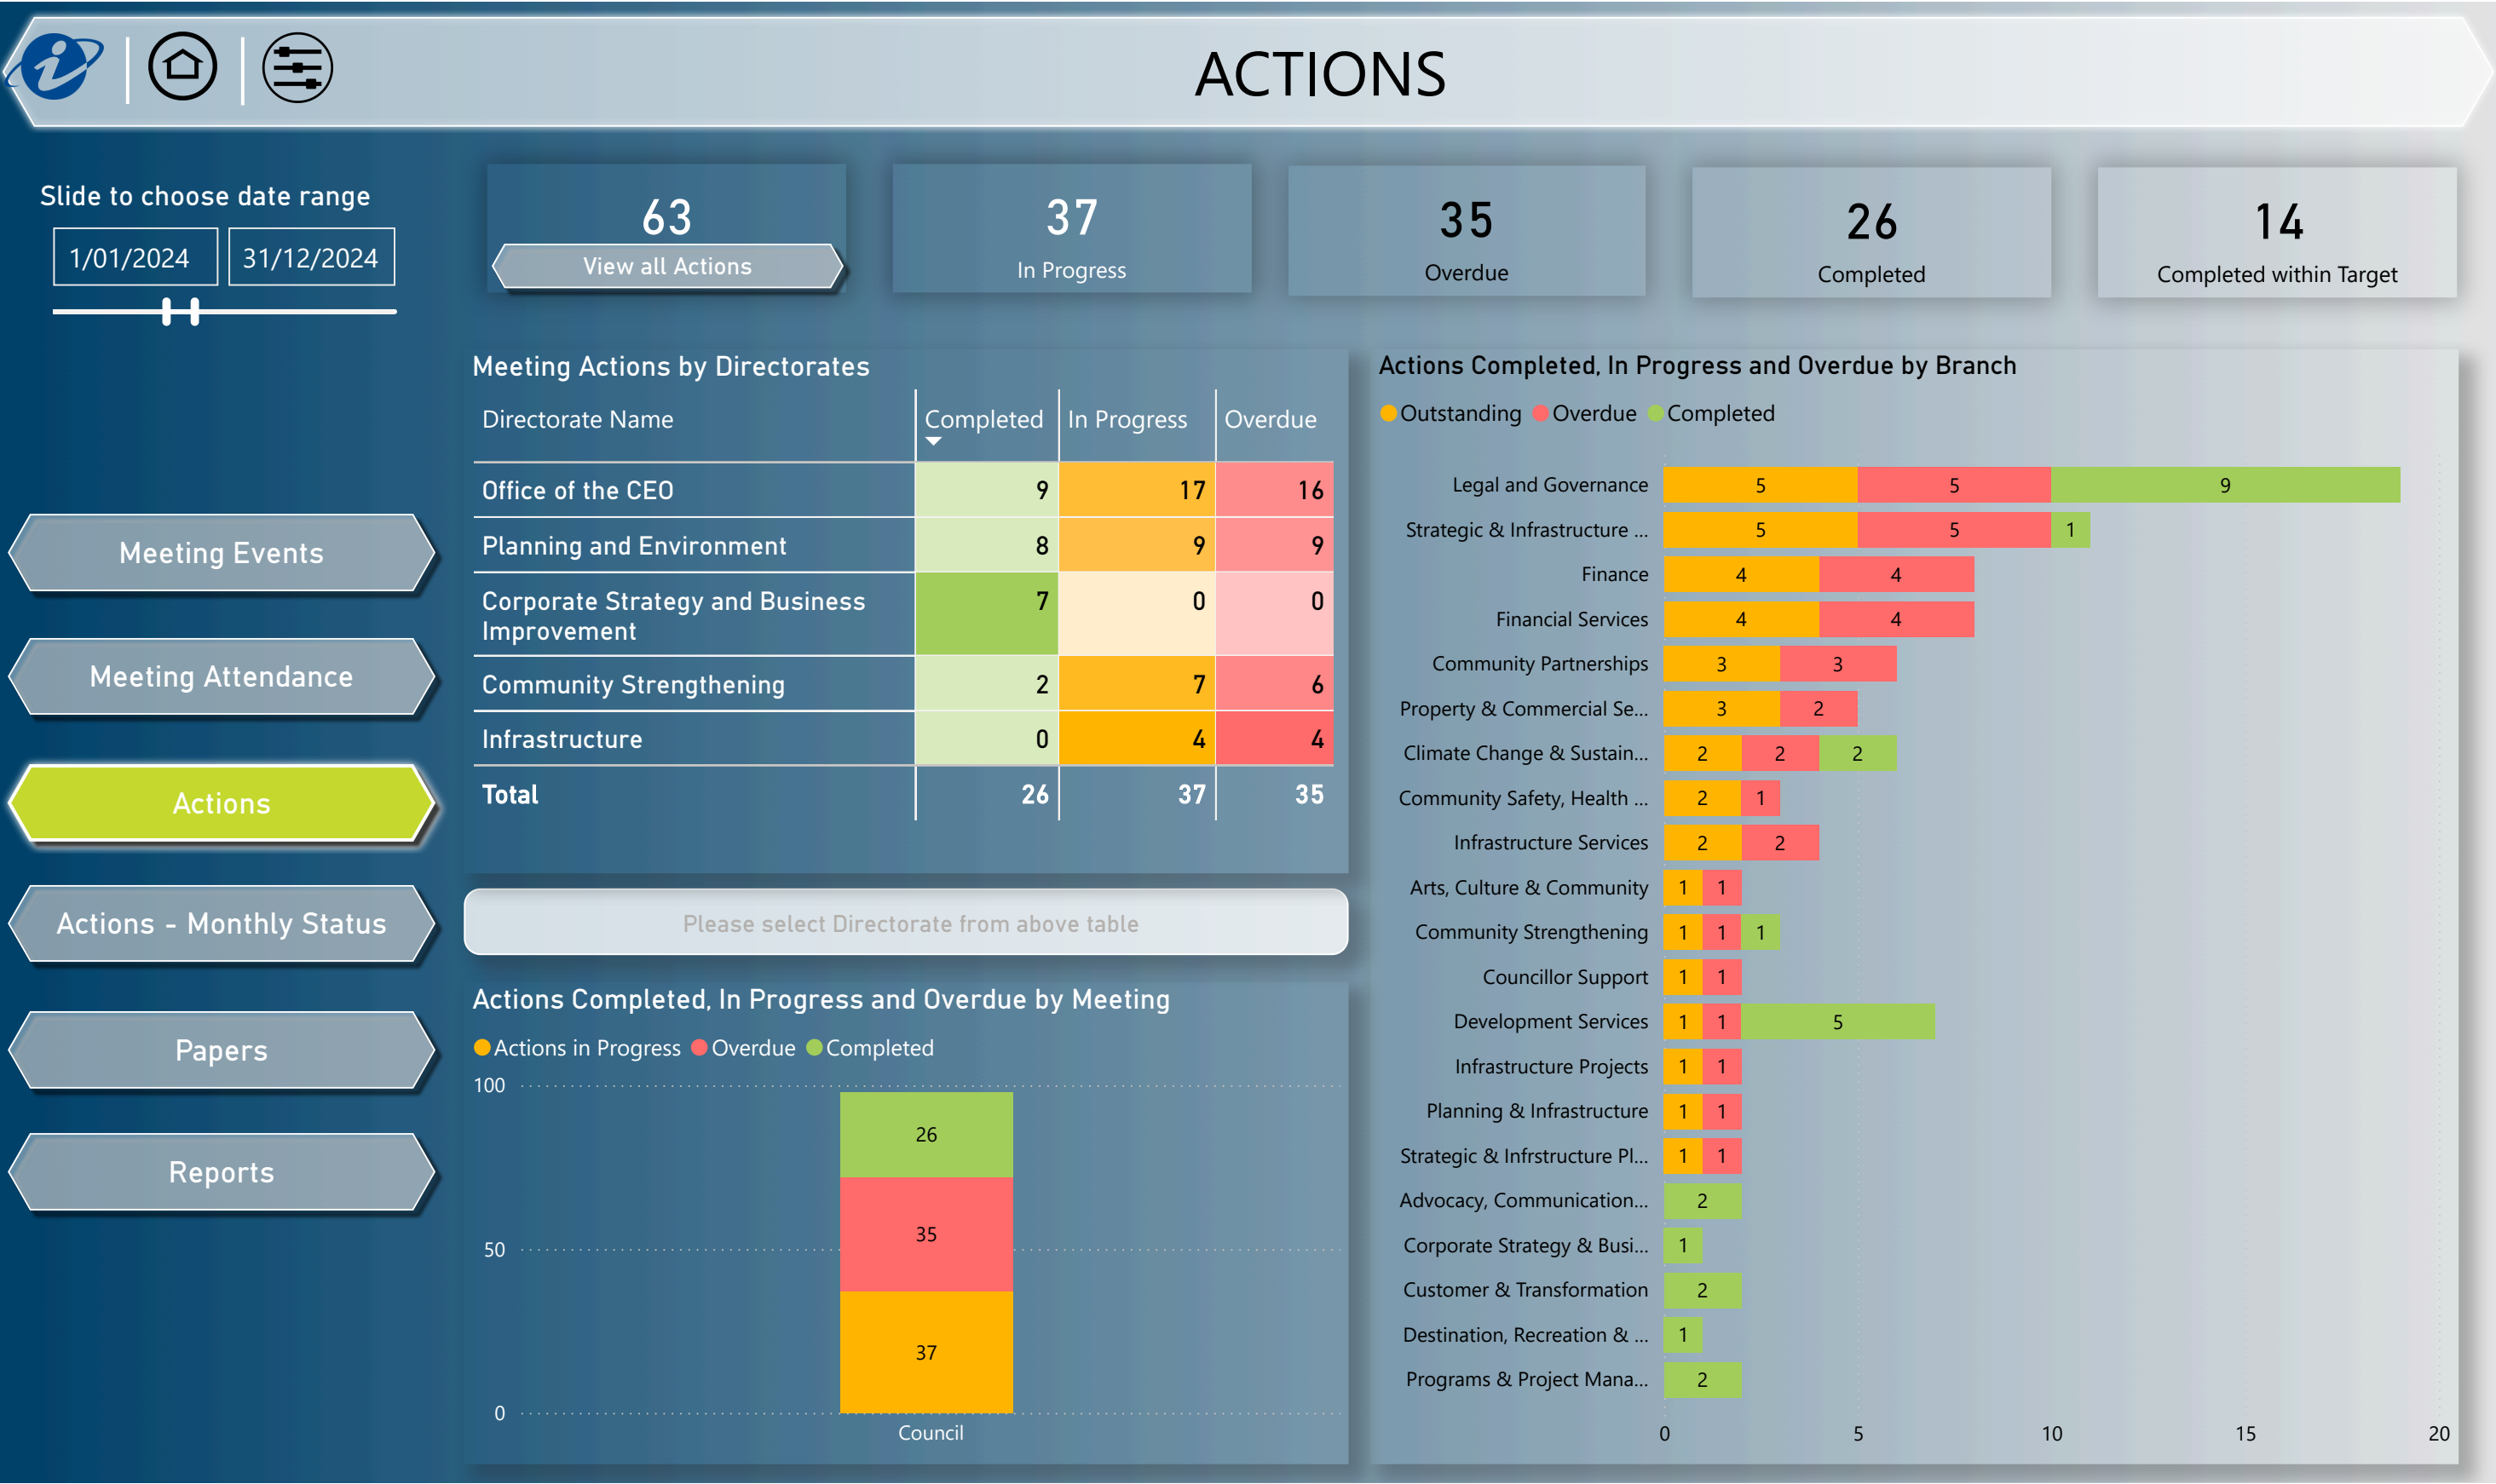 ACTIONS
Slide to choose date range
1/01/2024 31/12/2024
63
View all Actions
37
In Progress
35
Overdue
26
Completed
14
Completed within Target
Meeting Events
Meeting Attendance
Actions
Actions - Monthly Status
Papers
Reports
Meeting Actions by Directorates
Directorate Name Completed In Progress Overdue
Office of the CEO 9 17 16
Planning and Environment 8 9 9
Corporate Strategy and Business 7 0 0
Improvement
Community Strengthening 2 7 6
Infrastructure 0 4 4
Total 26 37 35
Please select Directorate from above table
Actions Completed, In Progress and Overdue by Meeting
Actions in Progress Overdue Completed
100
50
0
26
35
37
Council
Actions Completed, In Progress and Overdue by Branch
Outstanding Overdue Completed
Legal and Governance 5 5 9
Strategic & Infrastructure ... 5 5 1
Finance 4 4
Financial Services 4 4
Community Partnerships 3 3
Property & Commercial Se... 3 2
Climate Change & Sustain... 2 2 2
Community Safety, Health ... 2 1
Infrastructure Services 2 2
Arts, Culture & Community 1 1
Community Strengthening 1 1 1
Councillor Support 1 1
Development Services 1 1 5
Infrastructure Projects 1 1
Planning & Infrastructure 1 1
Strategic & Infrstructure Pl... 1 1
Advocacy, Communication... 2
Corporate Strategy & Busi... 1
Customer & Transformation 2
Destination, Recreation & ... 1
Programs & Project Mana... 2
0 5 10 15 20